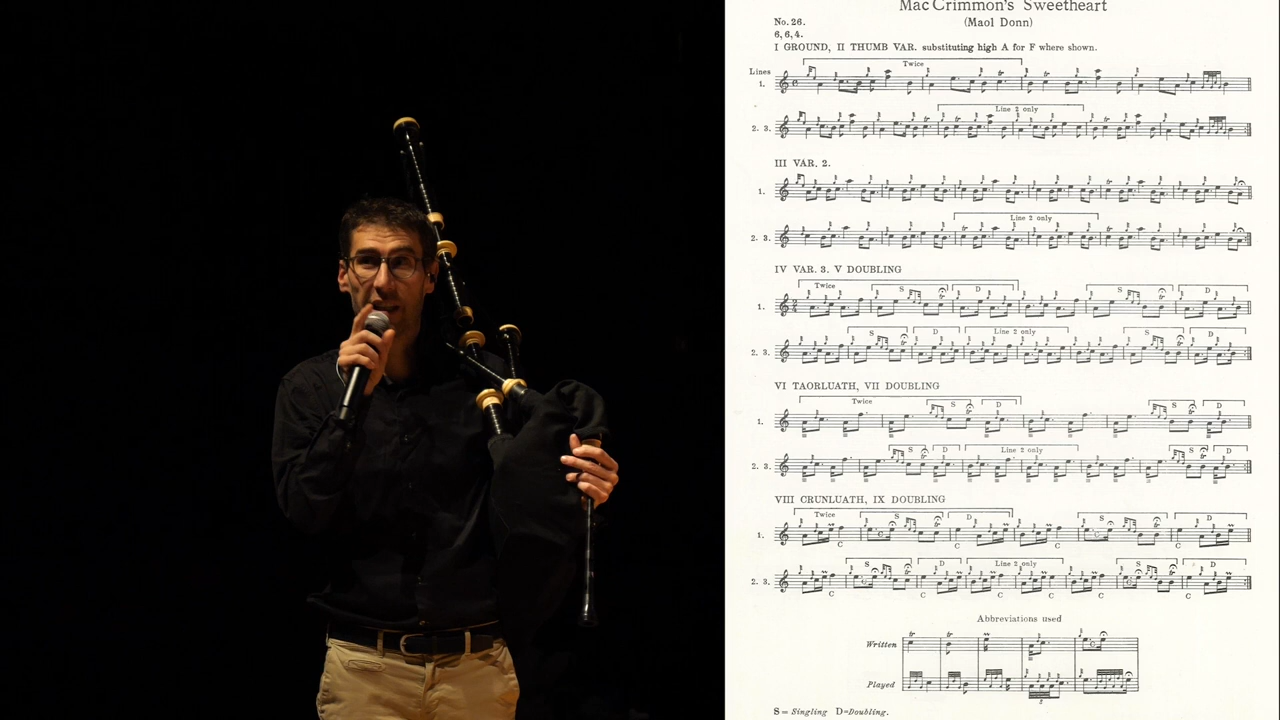 Mac Crimmon's Sweetheart
(Maol Donn)
No. 26.
6, 6, 4.
I GROUND, II THUMB VAR. substituting high A for F where shown.
Twice
Lines
1.
Line 2 only
2. 3.
III VAR. 2.
1.
Line 2 only
2. 3.
IV VAR. 3. V DOUBLING
Twice S D S D
1.
S D Line 2 only S D
2. 3.
VI TAORLUATH, VII DOUBLING
Twice S D S D
1.
S D Line 2 only S D
2. 3.
VIII CRUNLUATH, IX DOUBLING
Twice S D S D
1.
C C C C
S D Line 2 only S D
2. 3.
C C C C C C
Abbreviations used
Written
Played
S = Singling D=Doubling.